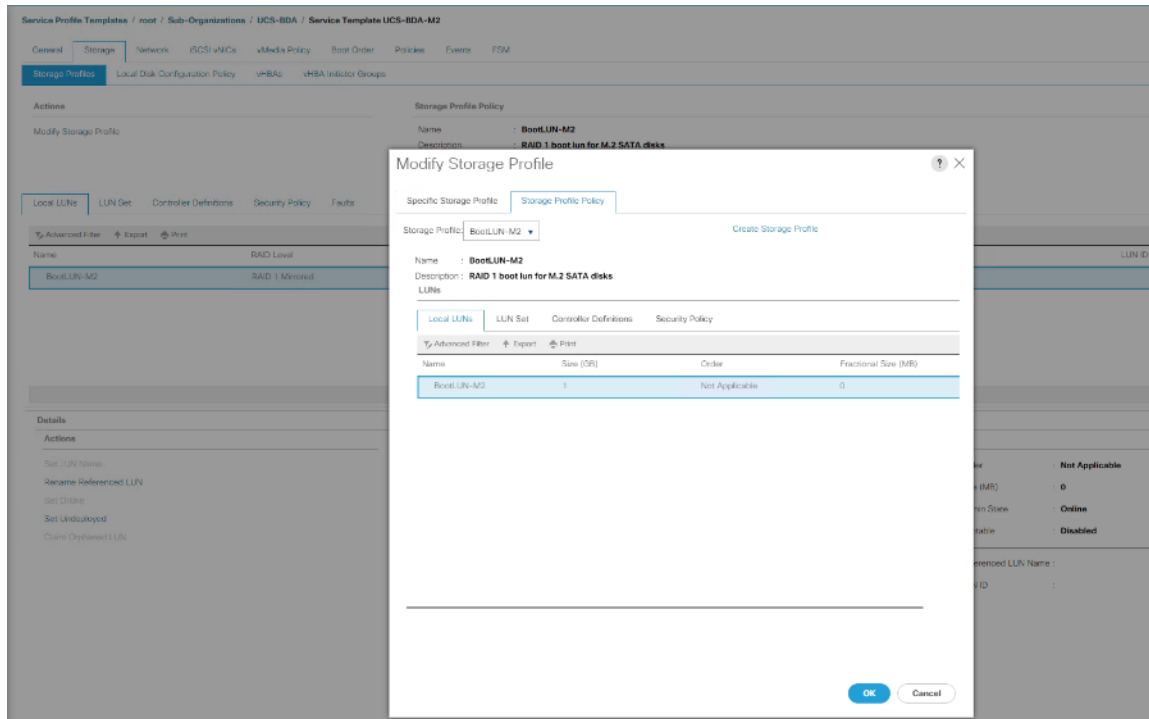 Service Profile Templates / root / Sub-Organizations / UCS-BDA / Service Template UCS-BDA-M2
General Storage Network iSCSI vNICs vMedia Policy Boot Order Policies Events FSM
Storage Profiles Local Disk Configuration Policy vHBAs vHBA Initiator Groups
Actions
Modify Storage Profile
Storage Profile Policy
Name : BootLUN-M2
Description : RAID 1 boot lun for M.2 SATA disks
Local LUNs LUN Set Controller Definitions Security Policy Faults
Advanced Filter Export Print
Name RAID Level LUN ID
BootLUN-M2 RAID 1 Mirrored
Details
Actions
Set LUN Name
Rename Referenced LUN
Set Online
Set Undeployed
Claim Orphaned LUN
Modify Storage Profile
? ×
Specific Storage Profile Storage Profile Policy
Storage Profile: BootLUN-M2 Create Storage Profile
Name : BootLUN-M2
Description : RAID 1 boot lun for M.2 SATA disks
LUNs
Local LUNs LUN Set Controller Definitions Security Policy
Advanced Filter Export Print
Name Size (GB) Order Fractional Size (MB)
BootLUN-M2 1 Not Applicable 0
OK Cancel
: Not Applicable
(MB) : 0
State : Online
: Disabled
LUN Name :
ID :